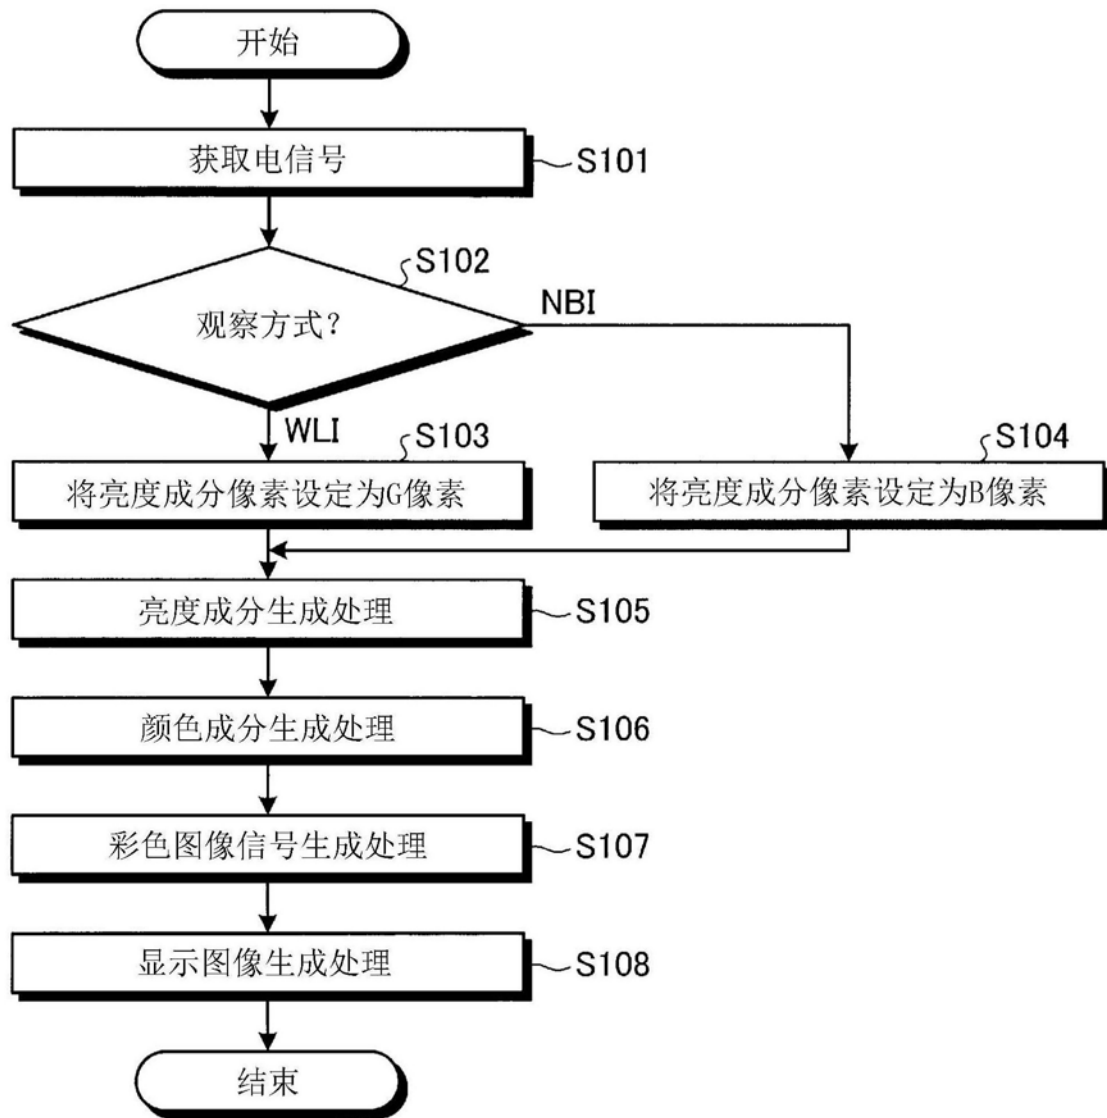 开始
获取电信号
S101
S102
观察方式?
NBI
WLI
S103
将亮度成分像素设定为G像素
S104
将亮度成分像素设定为B像素
亮度成分生成处理
S105
颜色成分生成处理
S106
彩色图像信号生成处理
S107
显示图像生成处理
S108
结束